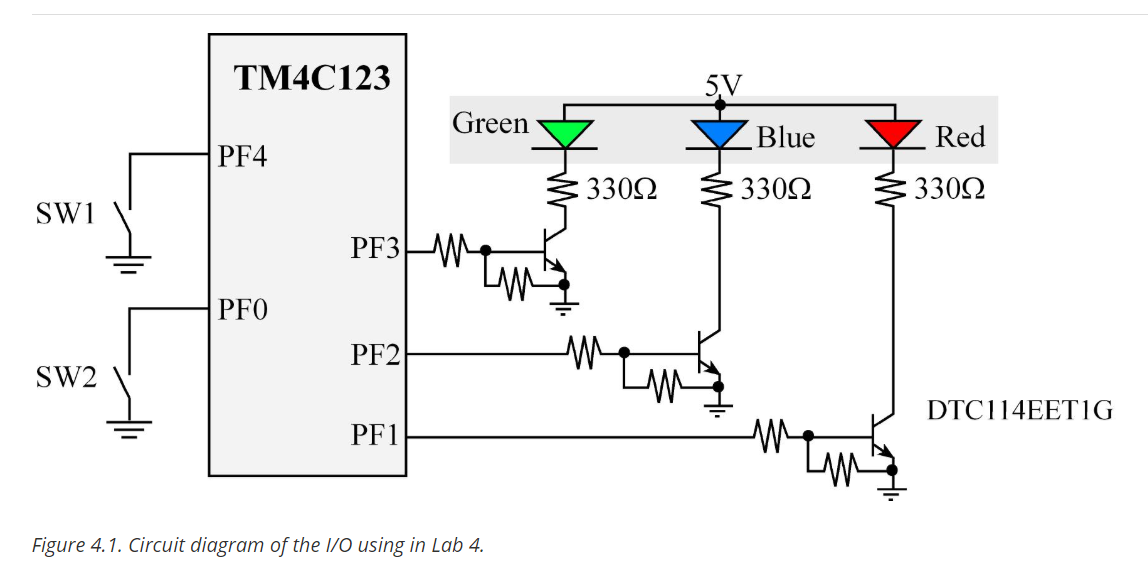 TM4C123
5V
Green
Blue
Red
PF4
330Ω
330Ω
330Ω
SW1
PF3
PF0
PF2
SW2
DTC114EET1G
PF1
Figure 4.1. Circuit diagram of the I/O using in Lab 4.